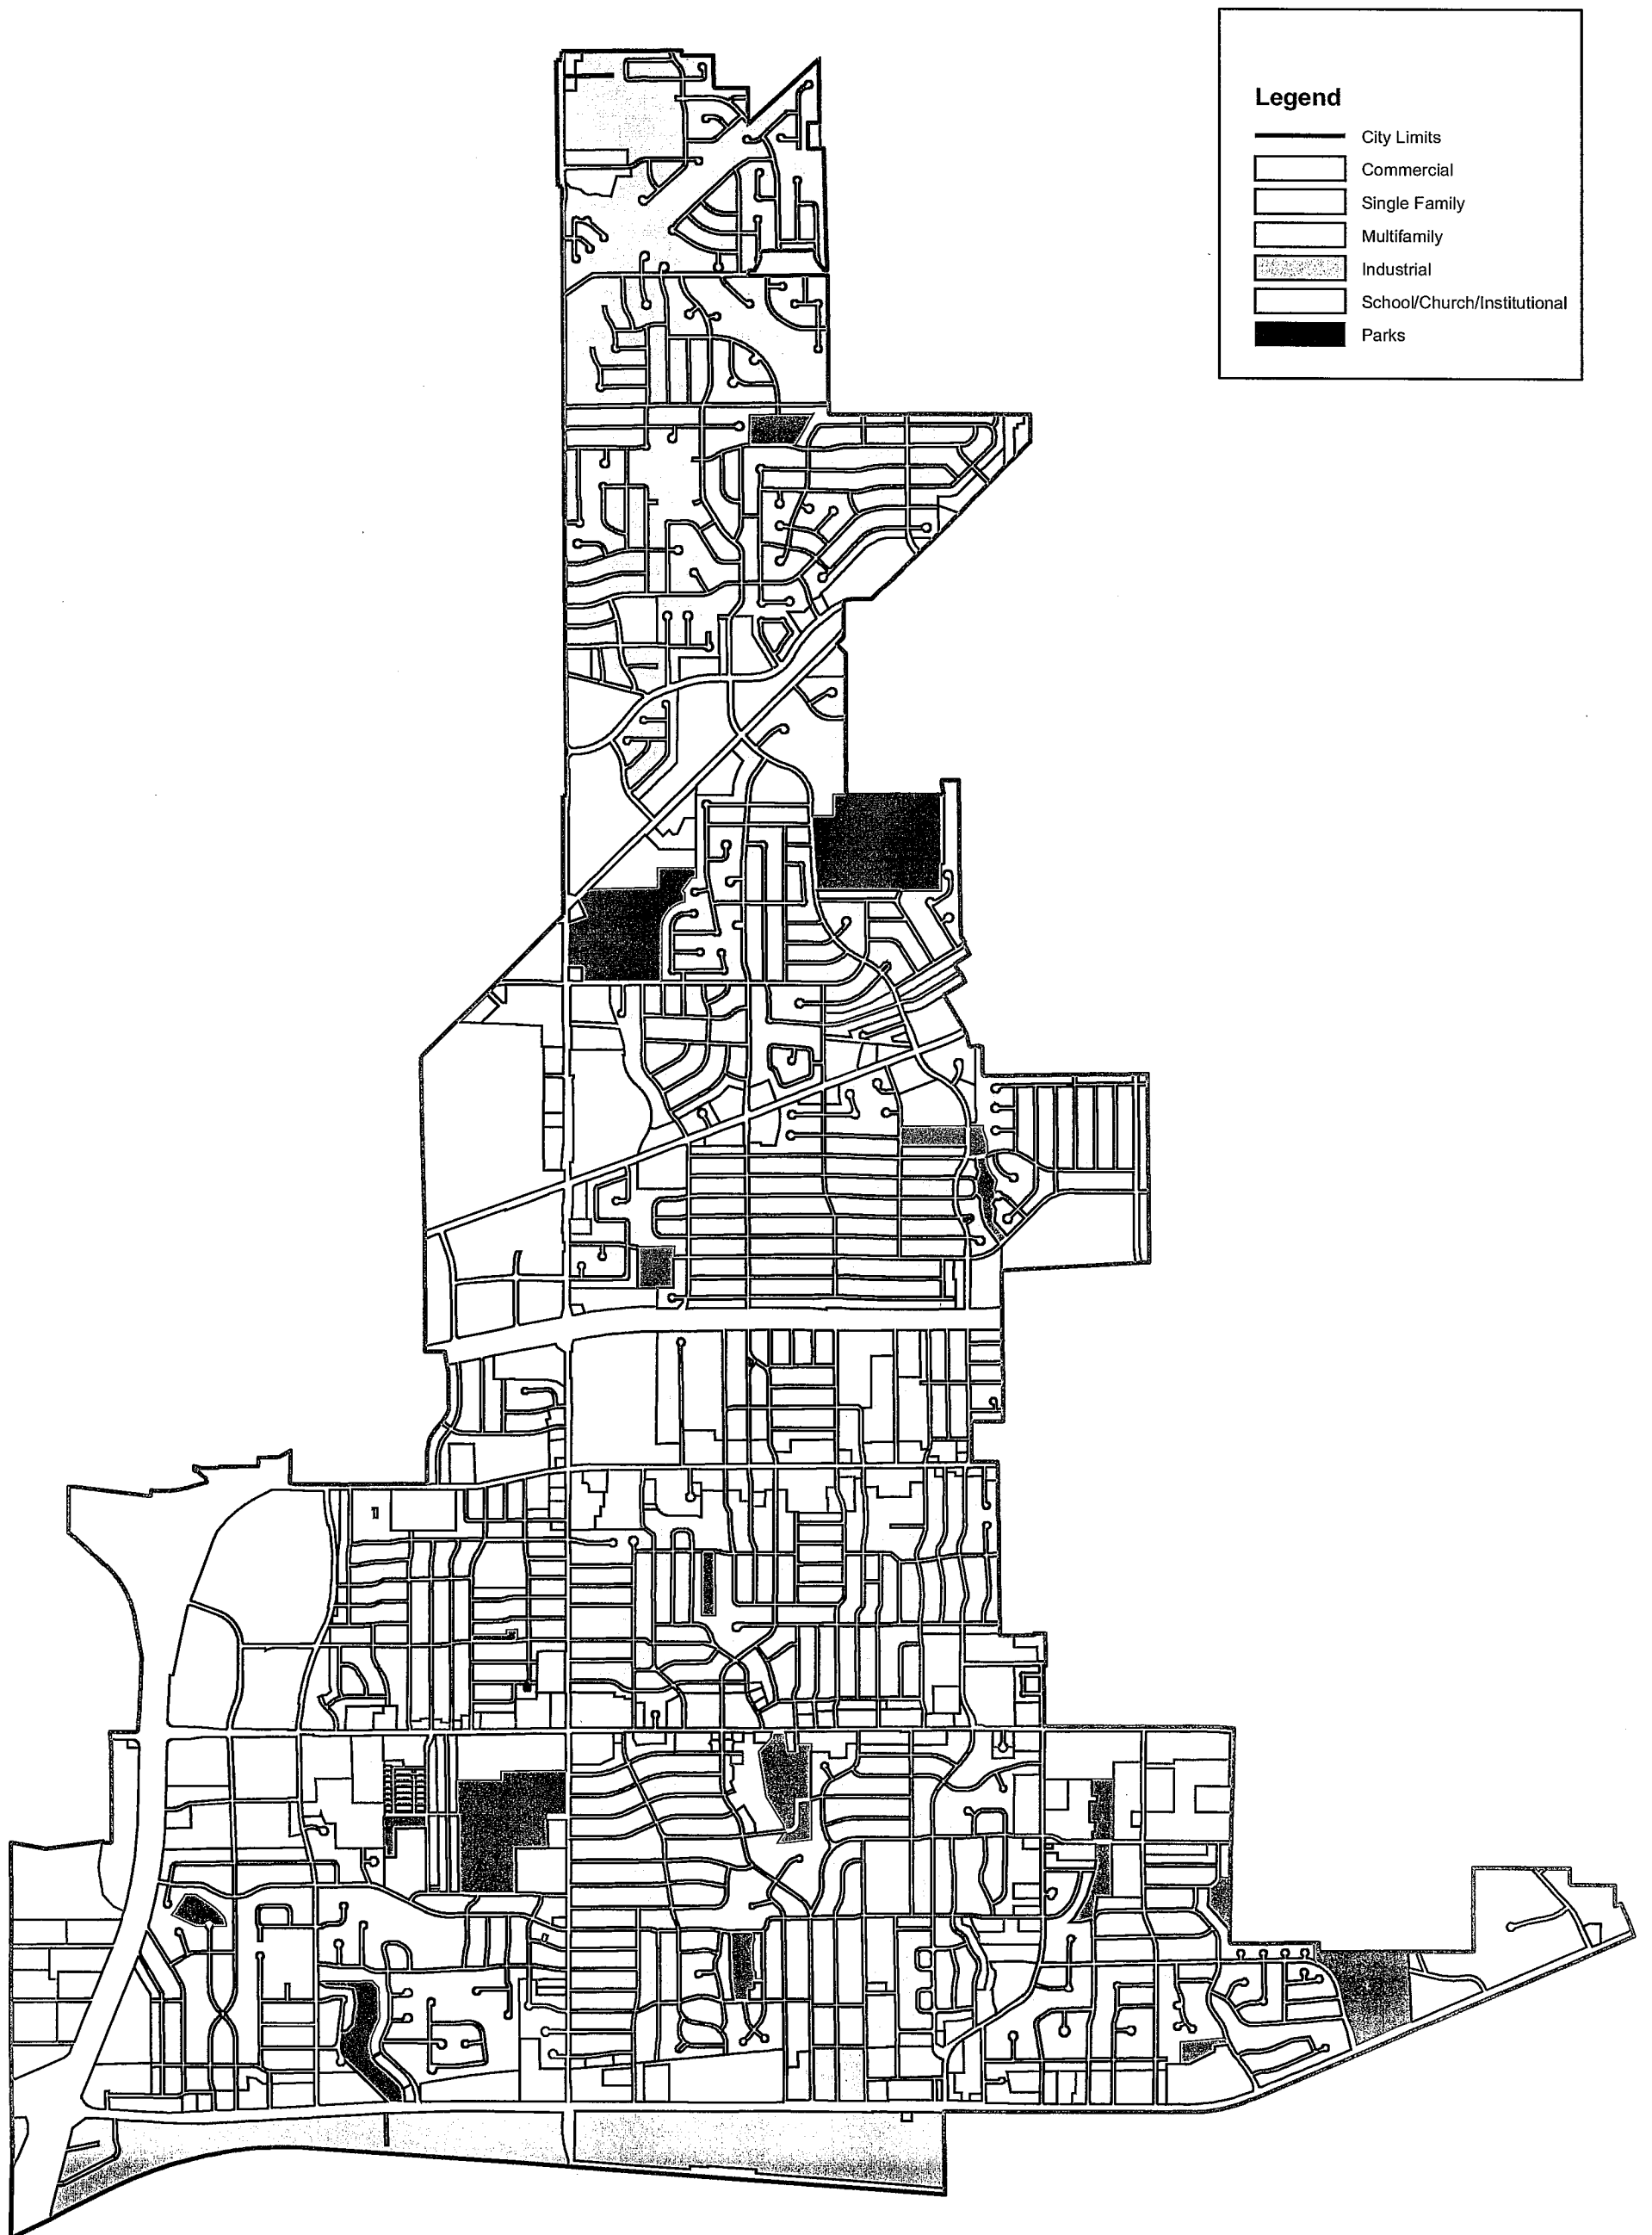 Legend
City Limits
Commercial
Single Family
Multifamily
Industrial
School/Church/Institutional
Parks